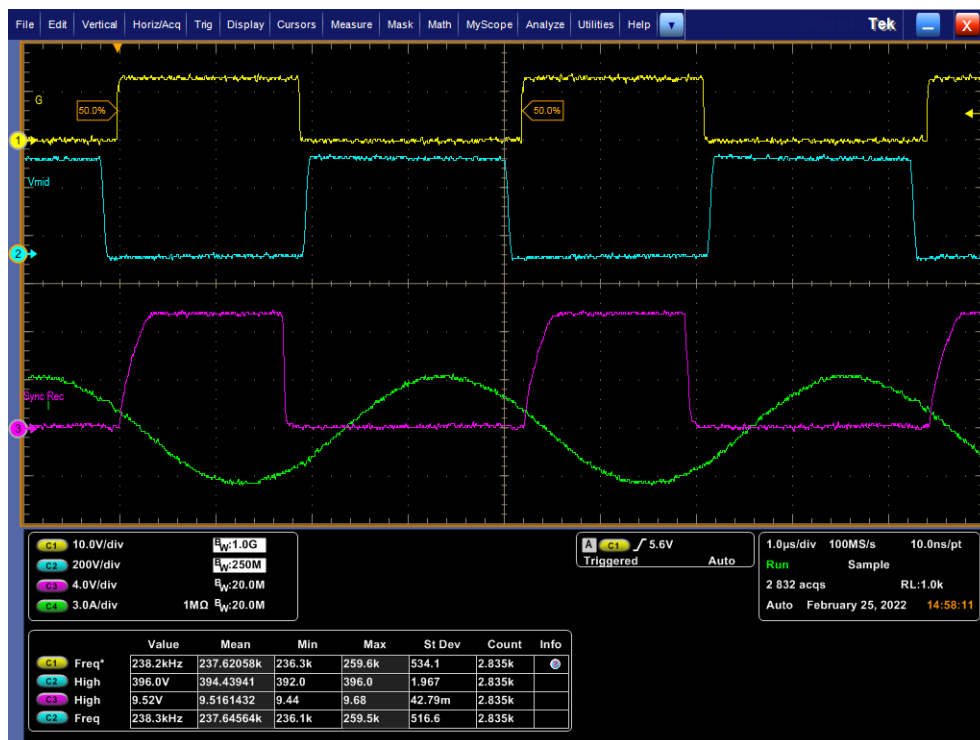 File Edit Vertical Horiz/Acq Trig Display Cursors Measure Mask Math MyScope Analyze Utilities Help Tek X
G
50.0% 50.0%
1
Vmid
2
Sync Rec
I
3
C1 10.0V/div BW:1.0G
C2 200V/div BW:250M
C3 4.0V/div BW:20.0M
C4 3.0A/div 1MΩ BW:20.0M
A C1 5.6V
Triggered Auto
1.0µs/div 100MS/s 10.0ns/pt
Run Sample
2 832 acqs RL:1.0k
Auto February 25, 2022 14:58:11
Value Mean Min Max St Dev Count Info
C1 Freq* 238.2kHz 237.62058k 236.3k 259.6k 534.1 2.835k
C2 High 396.0V 394.43941 392.0 396.0 1.967 2.835k
C3 High 9.52V 9.5161432 9.44 9.68 42.79m 2.835k
C2 Freq 238.3kHz 237.64564k 236.1k 259.5k 516.6 2.835k